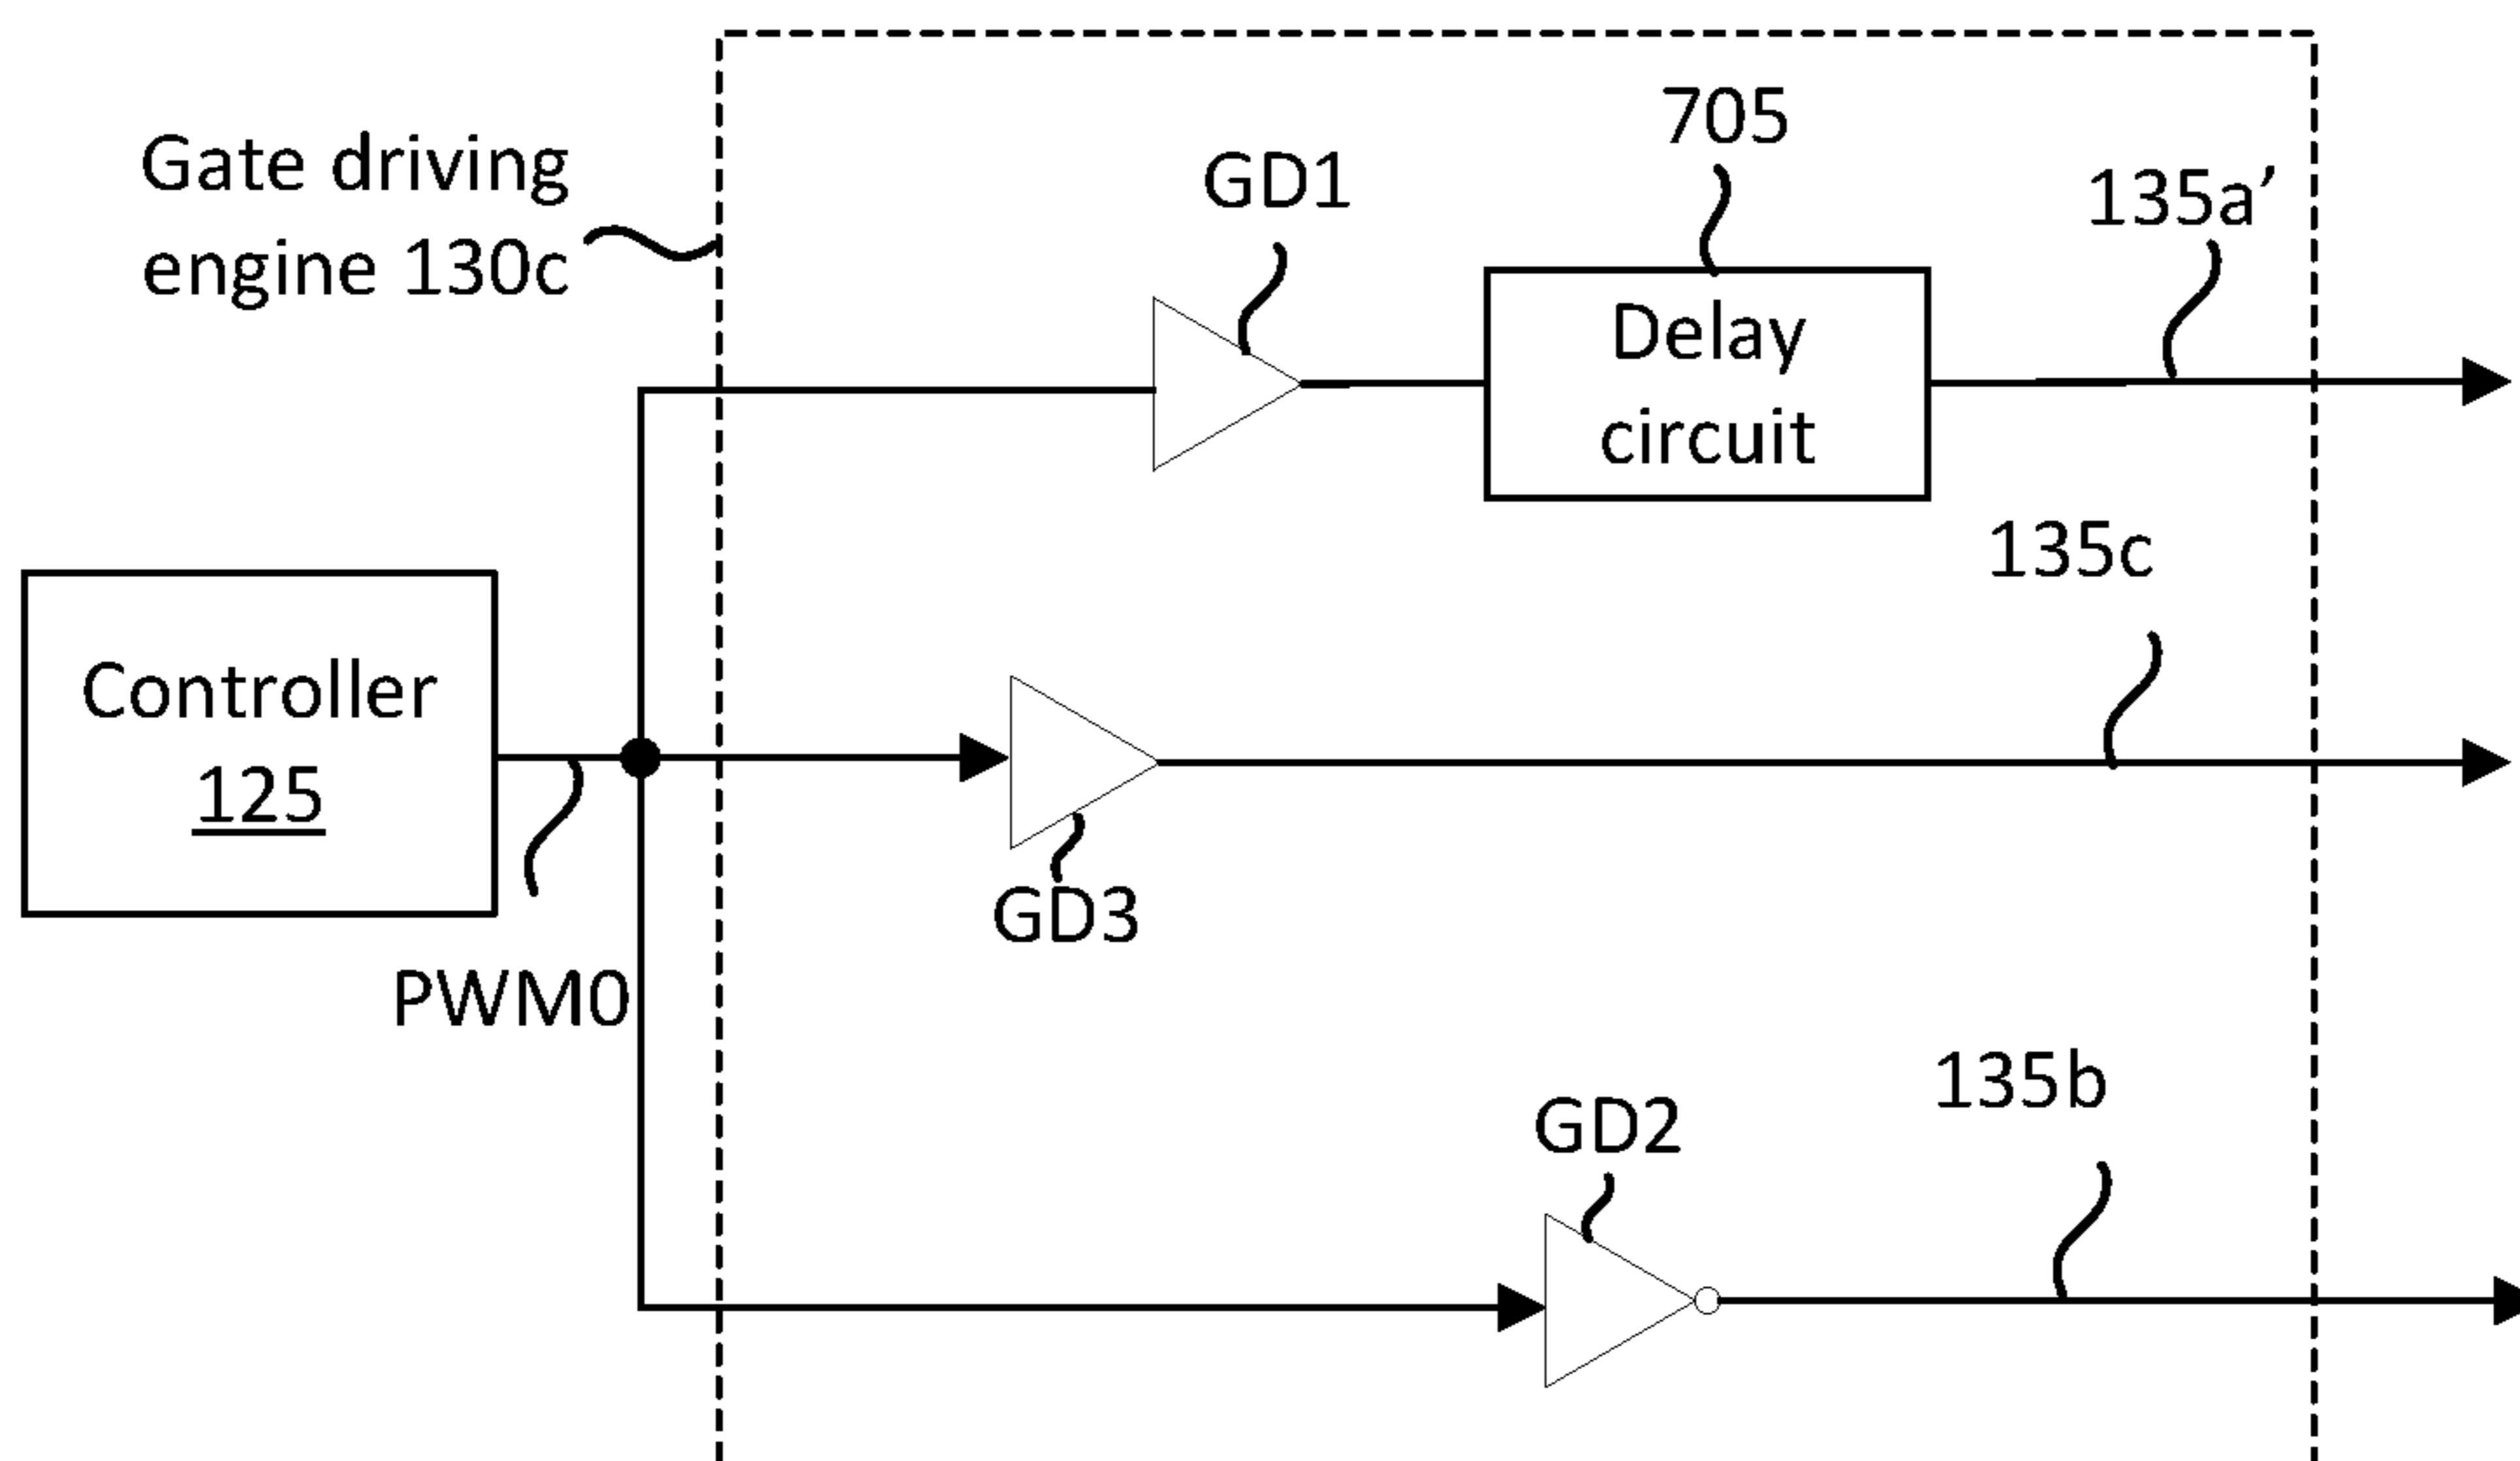 Gate driving
engine 130c
GD1
705
135a’
Delay
circuit
135c
Controller
125
GD3
PWM0
GD2
135b